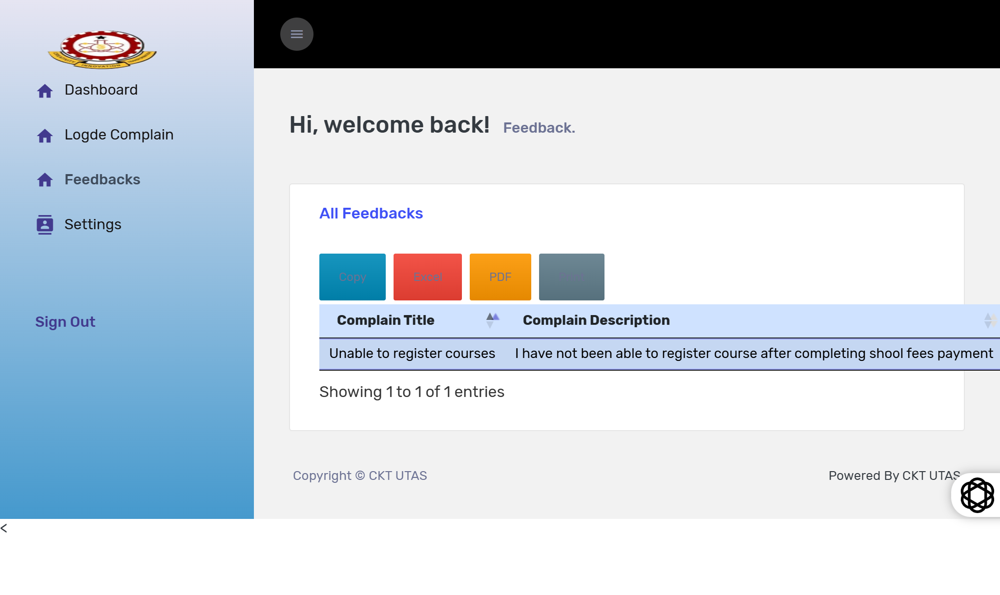 CREATIVITY INNOVATION TRANSFORMATION
Dashboard
Logde Complain
Feedbacks
Settings
Sign Out
Hi, welcome back! Feedback.
All Feedbacks
Copy Excel PDF Print
Complain Title Complain Description
Unable to register courses I have not been able to register course after completing shool fees payment
Showing 1 to 1 of 1 entries
Copyright © CKT UTAS Powered By CKT UTAS
<